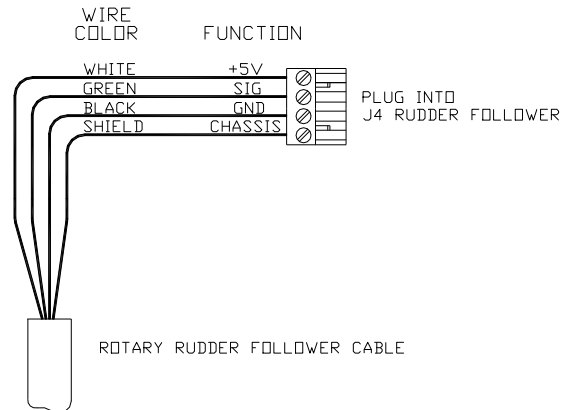 WIRE
COLOR FUNCTION
WHITE +5V
GREEN SIG
BLACK GND
SHIELD CHASSIS
PLUG INTO
J4 RUDDER FOLLOWER
ROTARY RUDDER FOLLOWER CABLE